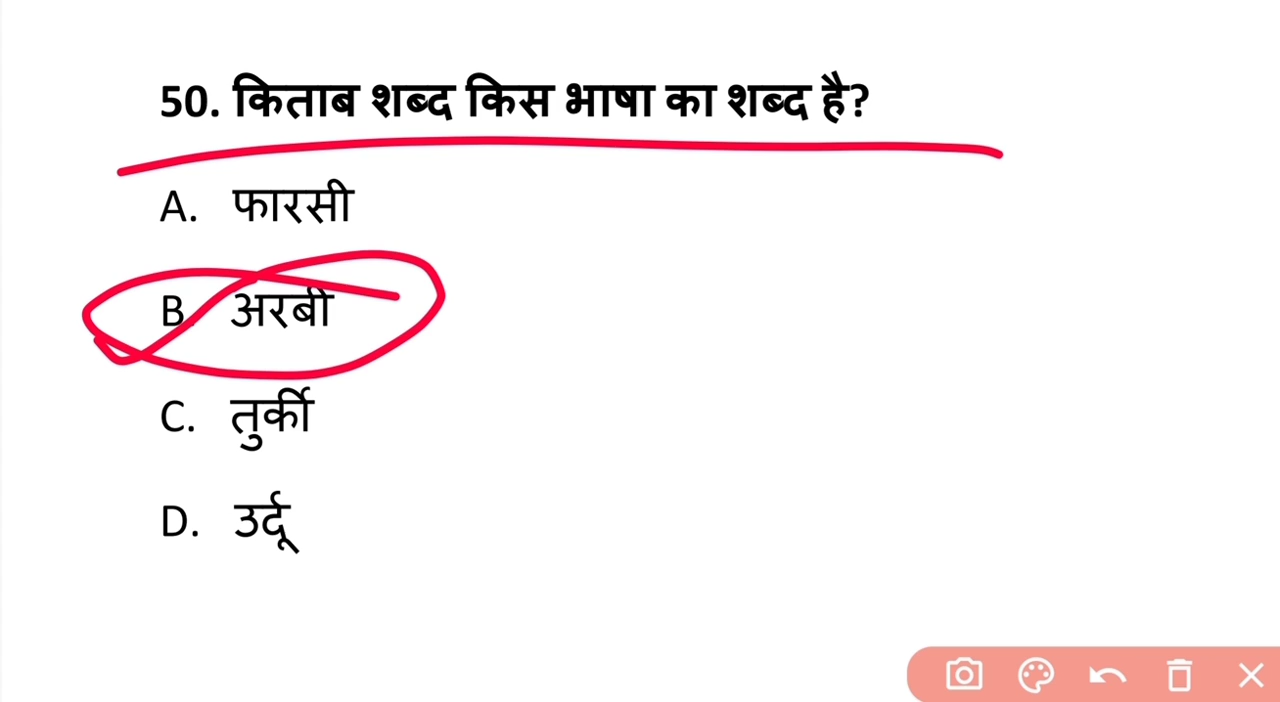 50. किताब शब्द किस भाषा का शब्द है?
A. फारसी
B. अरबी
C. तुर्की
D. उर्दू